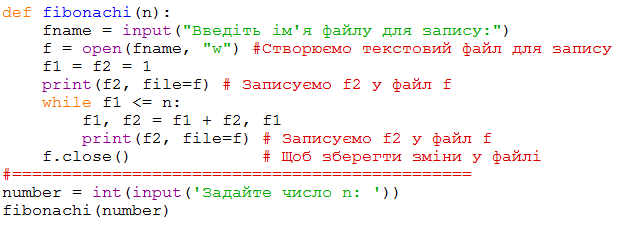 def fibonachi(n):
    fname = input("Введіть ім'я файлу для запису:")
    f = open(fname, "w") #Створюємо текстовий файл для запису
    f1 = f2 = 1
    print(f2, file=f) # Записуємо f2 у файл f
    while f1 <= n:
        f1, f2 = f1 + f2, f1
        print(f2, file=f) # Записуємо f2 у файл f
    f.close()             # Щоб зберегти зміни у файлі
#==============================================
number = int(input('Задайте число n: '))
fibonachi(number)